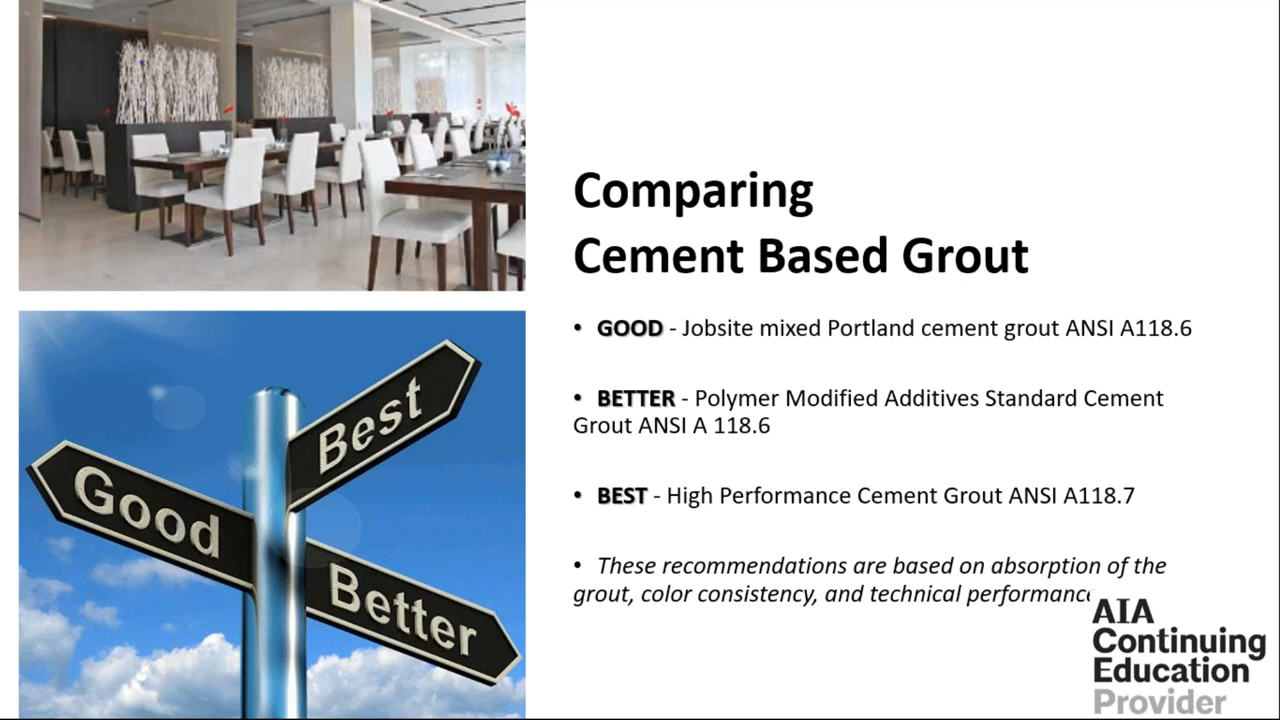 Comparing
Cement Based Grout
• GOOD - Jobsite mixed Portland cement grout ANSI A118.6
• BETTER - Polymer Modified Additives Standard Cement
Grout ANSI A 118.6
• BEST - High Performance Cement Grout ANSI A118.7
• These recommendations are based on absorption of the
grout, color consistency, and technical performance
Best
Good
Better
AIA
Continuing
Education
Provider